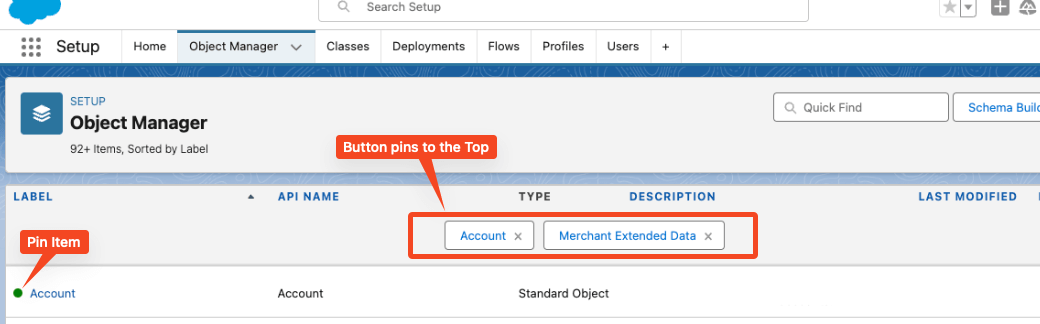 Search Setup
Setup
Home
Object Manager
Classes
Deployments
Flows
Profiles
Users
+
SETUP
Object Manager
92+ Items, Sorted by Label
Quick Find
Schema Buil
Button pins to the Top
LABEL
API NAME
TYPE
DESCRIPTION
LAST MODIFIED
Account ×
Merchant Extended Data ×
Pin Item
Account
Account
Standard Object